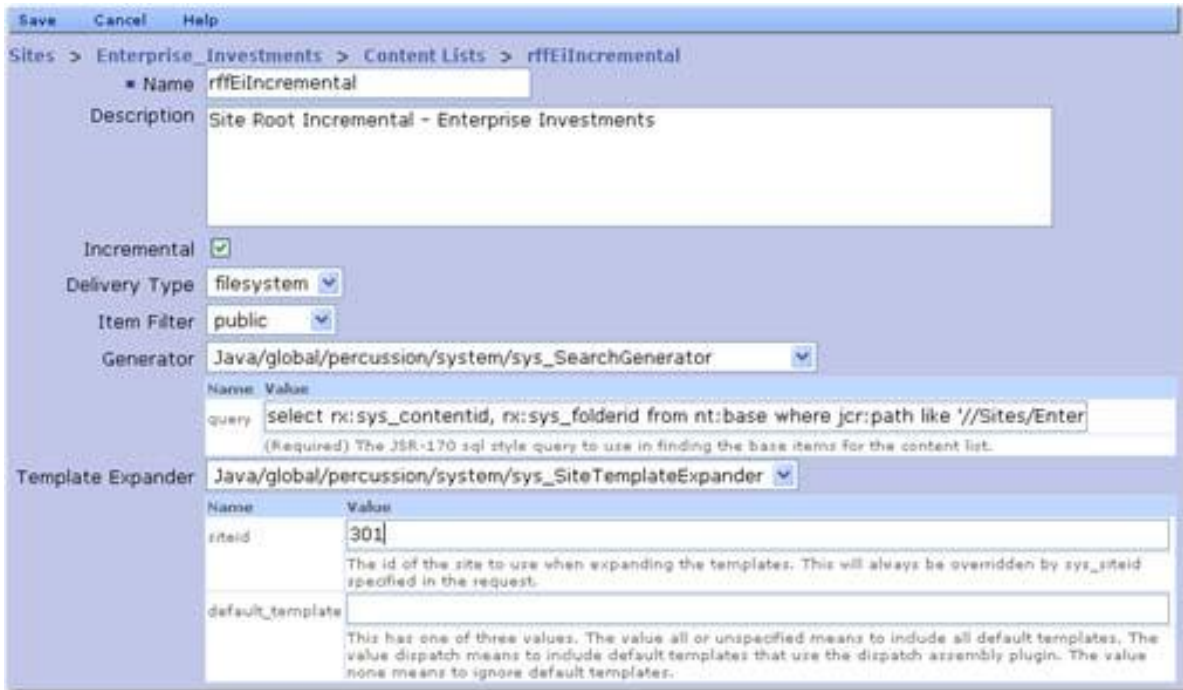 Save Cancel Help
Sites > Enterprise_Investments > Content Lists > rffEiIncremental
Name rffEiIncremental
Description Site Root Incremental - Enterprise Investments
Incremental
Delivery Type filesystem
Item Filter public
Generator Java/global/percussion/system/sys_SearchGenerator
Name Value
query select rx:sys_contentid, rx:sys_folderid from nt:base where jcr:path like '//Sites/Enter
(Required) The JSR-170 sql style query to use in finding the base items for the content list.
Template Expander Java/global/percussion/system/sys_SiteTemplateExpander
Name Value
siteid 301
The id of the site to use when expanding the templates. This will always be overridden by sys_siteid
specified in the request.
default_template
This has one of three values. The value all or unspecified means to include all default templates. The
value dispatch means to include default templates that use the dispatch assembly plugin. The value
none means to ignore default templates.